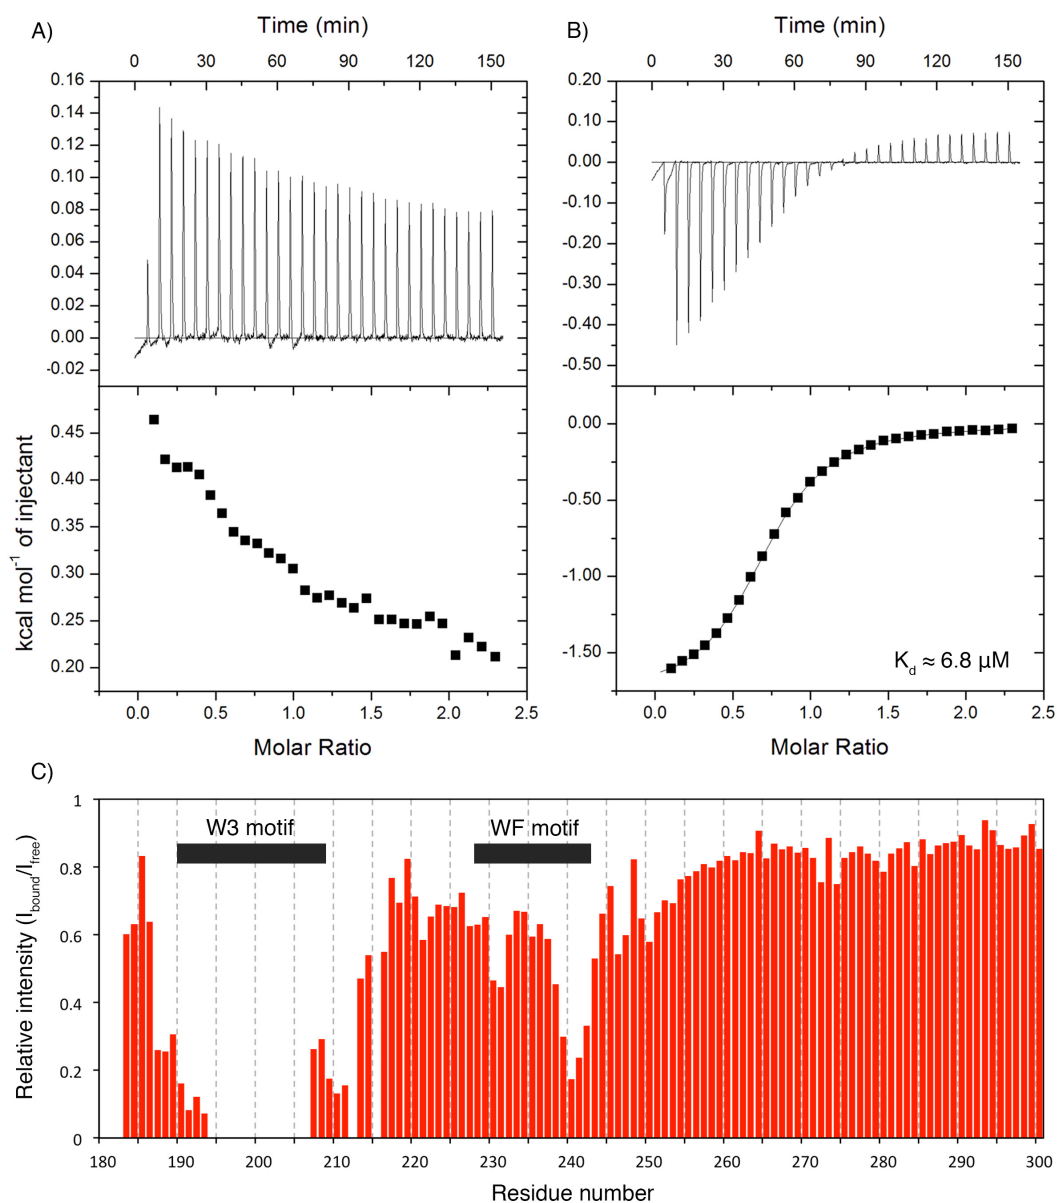 A)
Time (min)
0 30 60 90 120 150
0.16
0.14
0.12
0.10
0.08
0.06
0.04
0.02
0.00
-0.02
0.45
0.40
0.35
0.30
0.25
0.20
kcal mol⁻¹ of injectant
0.0 0.5 1.0 1.5 2.0 2.5
Molar Ratio
B)
Time (min)
0 30 60 90 120 150
0.20
0.10
0.00
-0.10
-0.20
-0.30
-0.40
-0.50
0.00
-0.50
-1.00
-1.50
K_d ≈ 6.8 µM
0.0 0.5 1.0 1.5 2.0 2.5
Molar Ratio
C)
Relative intensity (I_bound/I_free)
1
0.8
0.6
0.4
0.2
0
W3 motif
WF motif
180 190 200 210 220 230 240 250 260 270 280 290 300
Residue number